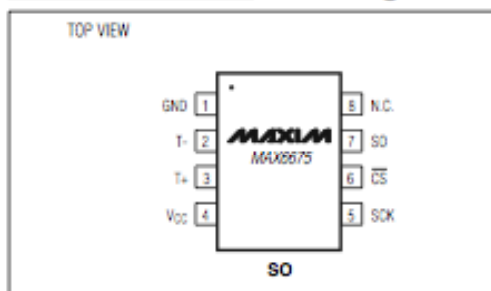 TOP VIEW
GND 1
8 N.C.
T- 2
MAXIM
7 SO
MAX6675
T+ 3
6 CS
VCC 4
5 SCK
SO